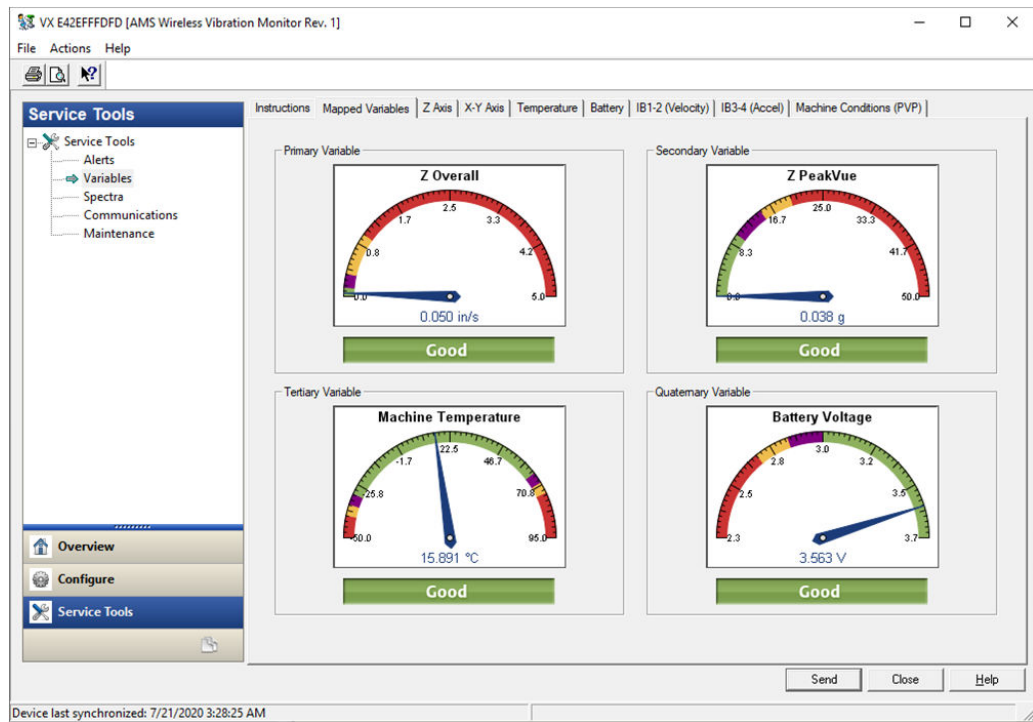 VX E42EFFFDFD [AMS Wireless Vibration Monitor Rev. 1]
File Actions Help
Service Tools
Service Tools
Alerts
Variables
Spectra
Communications
Maintenance
Overview
Configure
Service Tools
Instructions Mapped Variables Z Axis X-Y Axis Temperature Battery IB1-2 (Velocity) IB3-4 (Accel) Machine Conditions (PVP)
Primary Variable
Z Overall
0.0 0.8 1.7 2.5 3.3 4.2 5.0
0.050 in/s
Good
Secondary Variable
Z PeakVue
0.0 8.3 16.7 25.0 33.3 41.7 50.0
0.038 g
Good
Tertiary Variable
Machine Temperature
-50.0 -25.8 -1.7 22.5 46.7 70.8 95.0
15.891 °C
Good
Quaternary Variable
Battery Voltage
2.3 2.5 2.8 3.0 3.2 3.5 3.7
3.563 V
Good
Send Close Help
Device last synchronized: 7/21/2020 3:28:25 AM